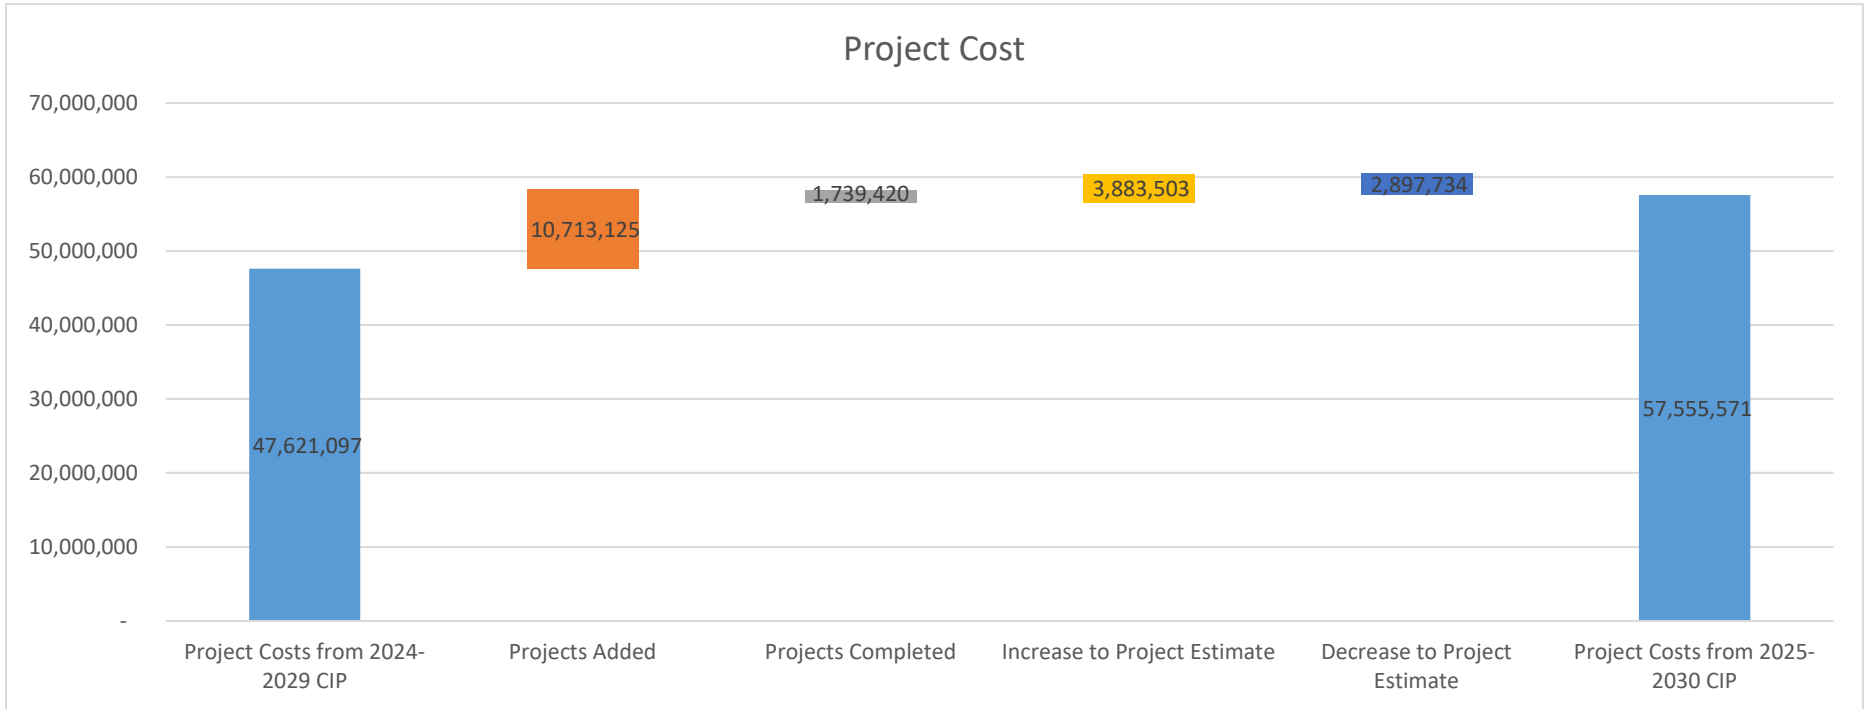 Project Cost
70,000,000
60,000,000
50,000,000
40,000,000
30,000,000
20,000,000
10,000,000
-
47,621,097
10,713,125
1,739,420
3,883,503
2,897,734
57,555,571
Project Costs from 2024-
2029 CIP
Projects Added
Projects Completed
Increase to Project Estimate
Decrease to Project
Estimate
Project Costs from 2025-
2030 CIP